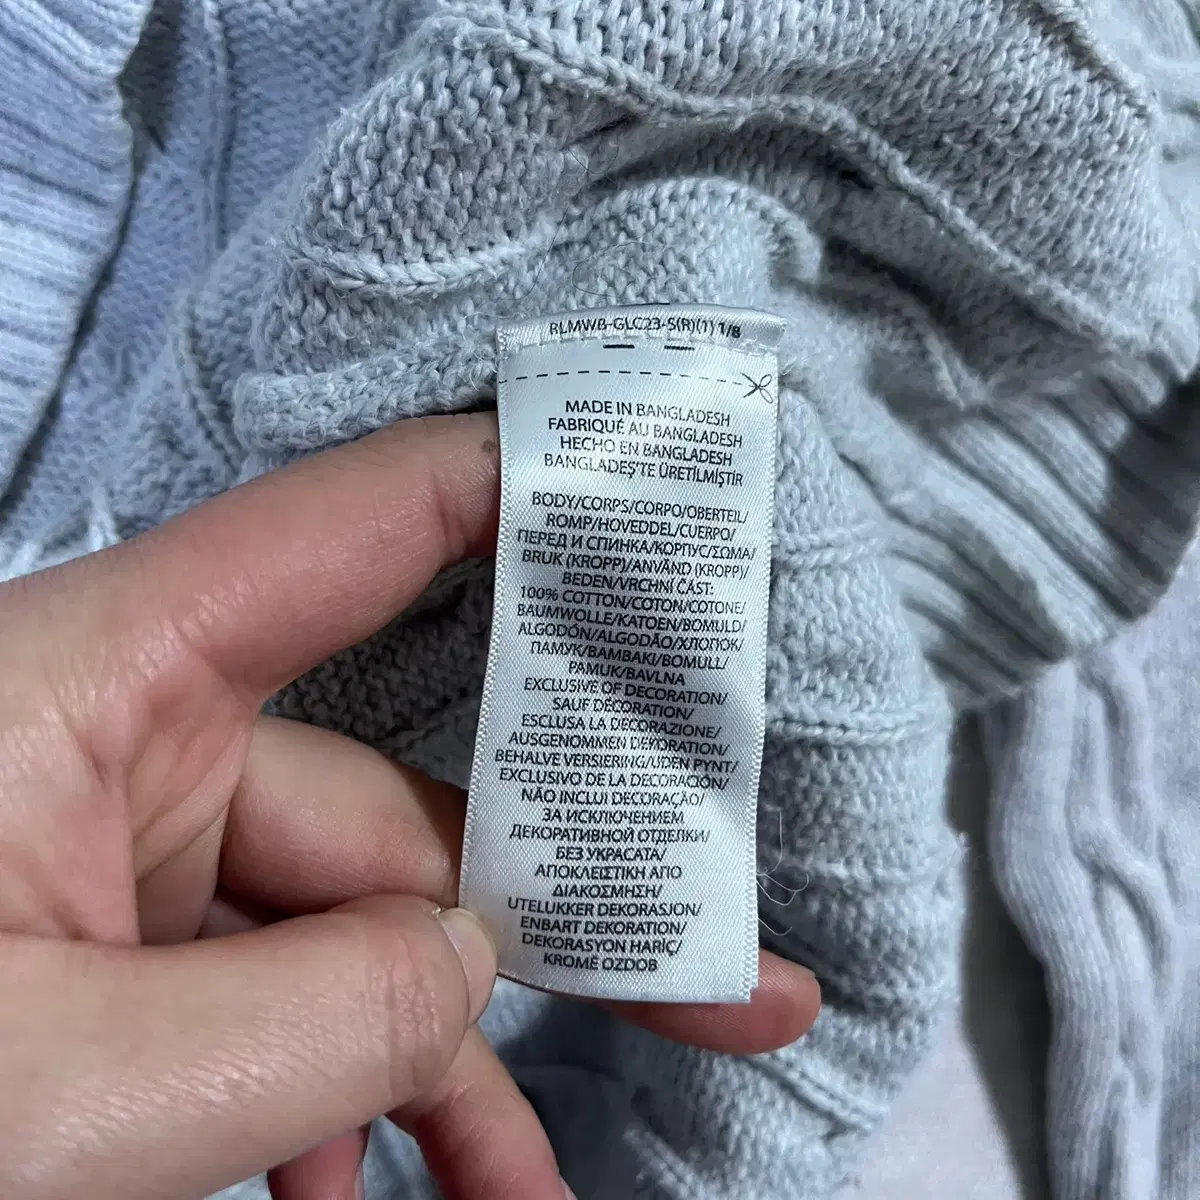 RLMWB-GLC23-S(R)(1) 1/8
MADE IN BANGLADESH
FABRIQUÉ AU BANGLADESH
HECHO EN BANGLADESH
BANGLADEŞ'TE ÜRETİLMİŞTİR
BODY/CORPS/CORPO/OBERTEIL/
ROMP/HOVEDDEL/CUERPO/
ПЕРЕД И СПИНКА/КОРПУС/ΣΩΜΑ/
BRUK (KROPP)/ANVÄND (KROPP)/
BEDEN/VRCHNÍ ČÁST:
100% COTTON/COTON/COTONE/
BAUMWOLLE/KATOEN/BOMULD/
ALGODÓN/ALGODÃO/ХЛОПОК/
ПАМУК/ΒΑΜΒΑΚΙ/BOMULL/
PAMUK/BAVLNA
EXCLUSIVE OF DECORATION/
SAUF DÉCORATION/
ESCLUSA LA DECORAZIONE/
AUSGENOMMEN DEKORATION/
BEHALVE VERSIERING/UDEN PYNT/
EXCLUSIVO DE LA DECORACIÓN/
NÃO INCLUI DECORAÇÃO/
ЗА ИСКЛЮЧЕНИЕМ
ДЕКОРАТИВНОЙ ОТДЕЛКИ/
БЕЗ УКРАСАТА/
ΑΠΟΚΛΕΙΣΤΙΚΗ ΑΠΟ
ΔΙΑΚΟΣΜΗΣΗ/
UTELUKKER DEKORASJON/
ENBART DEKORATION/
DEKORASYON HARİÇ/
KROMĚ OZDOB